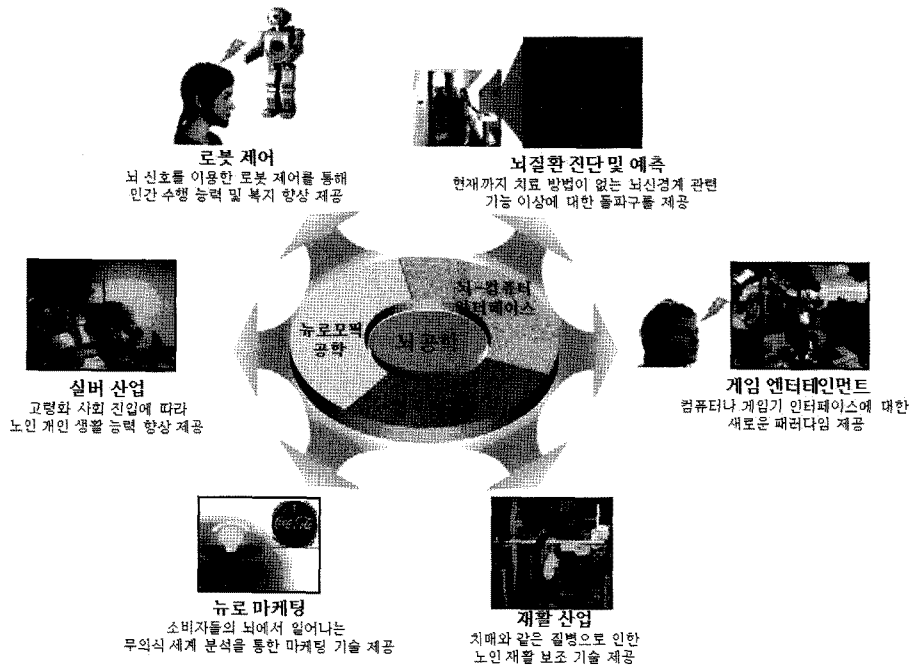 로봇 제어
뇌 신호를 이용한 로봇 제어를 통해
인간 수행 능력 및 복지 향상 제공
뇌질환 진단 및 예측
현재까지 치료 방법이 없는 뇌신경계 관련
기능 이상에 대한 돌파구를 제공
뇌-컴퓨터
인터페이스
뉴로모픽
공학
뇌공학
실버 산업
고령화 사회 진입에 따라
노인 개인 생활 능력 향상 제공
게임 엔터테인먼트
컴퓨터나 게임기 인터페이스에 대한
새로운 패러다임 제공
Coca-Cola
뉴로 마케팅
소비자들의 뇌에서 일어나는
무의식 세계 분석을 통한 마케팅 기술 제공
재활 산업
치매와 같은 질병으로 인한
노인 재활 보조 기술 제공